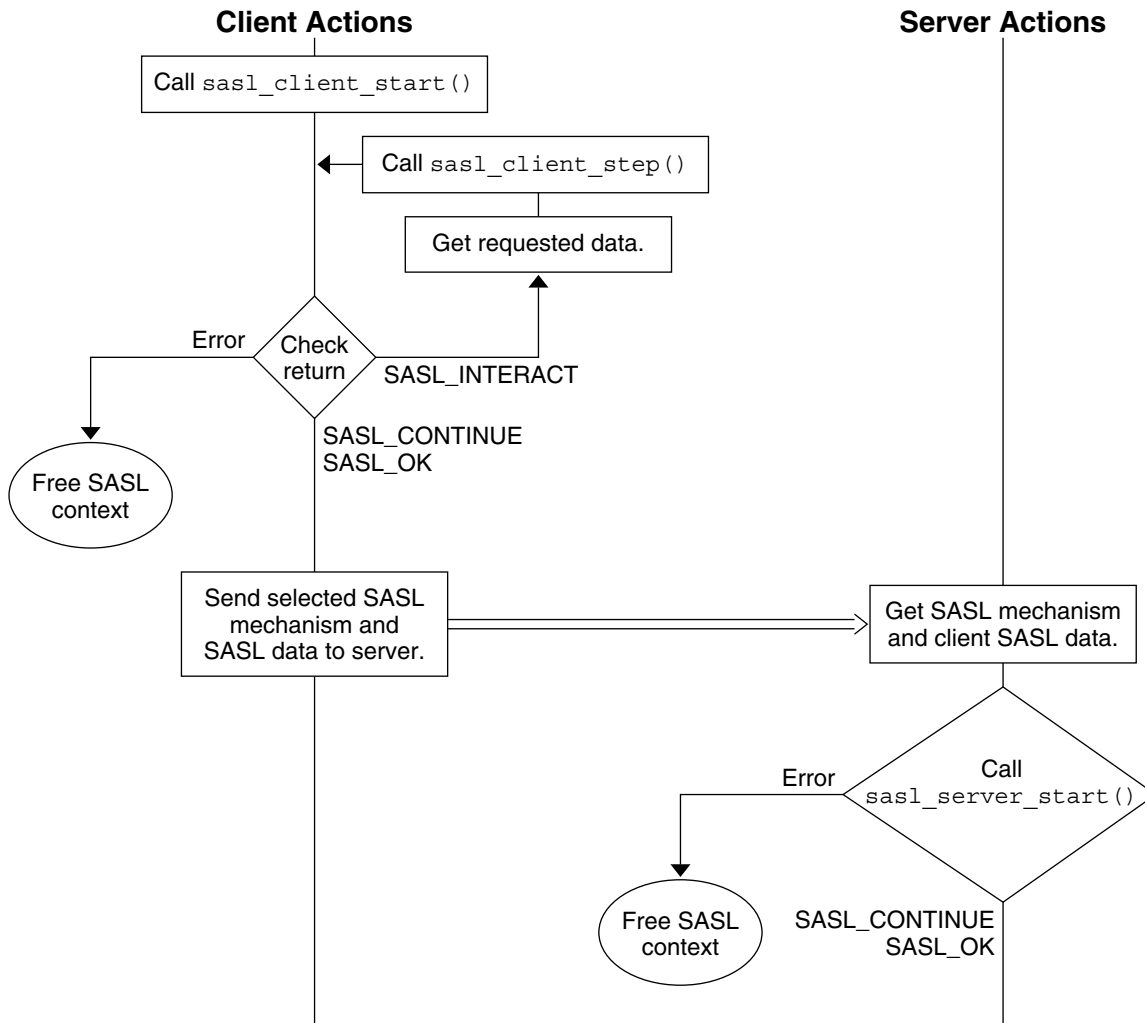 Client Actions
Server Actions
Call sasl_client_start()
Call sasl_client_step()
Get requested data.
Error
Check
return
SASL_INTERACT
SASL_CONTINUE
SASL_OK
Free SASL
context
Send selected SASL
mechanism and
SASL data to server.
Get SASL mechanism
and client SASL data.
Error
Call
sasl_server_start()
Free SASL
context
SASL_CONTINUE
SASL_OK